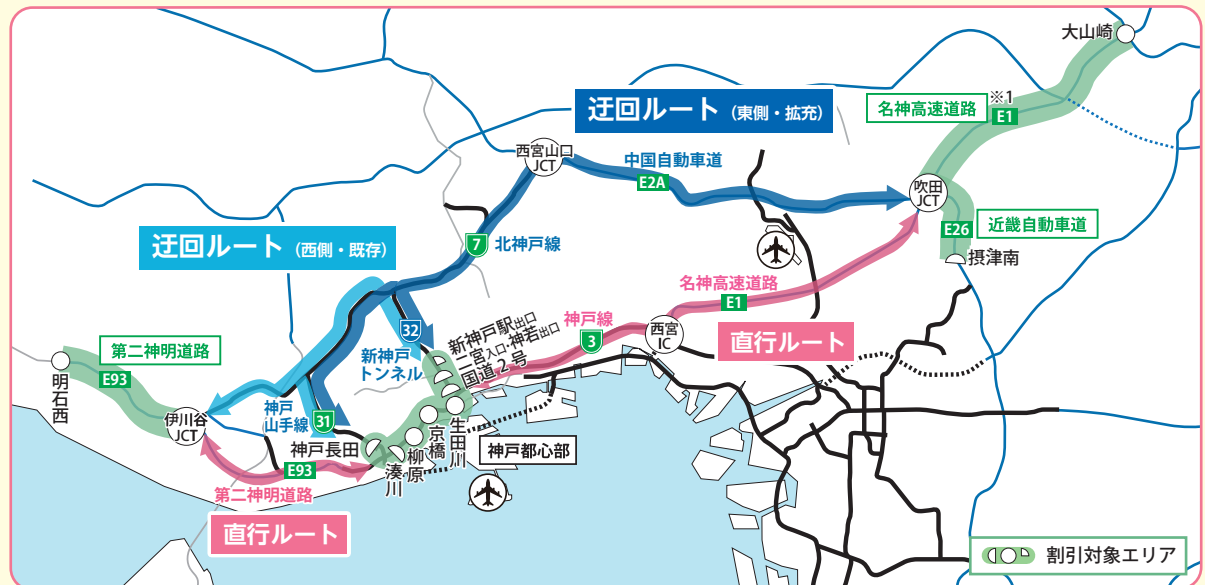 大山崎
※1
名神高速道路
E1
迂回ルート（東側・拡充）
西宮山口
JCT
中国自動車道
E2A
吹田
JCT
E26
近畿自動車道
摂津南
迂回ルート（西側・既存）
7
北神戸線
名神高速道路
E1
32
新神戸
トンネル
新神戸駅出口
二宮入口・神若出口
国道2号
神戸線
3
西宮
IC
直行ルート
第二神明道路
E93
明石西
伊川谷
JCT
神戸
山手線
31
神戸長田
湊川
柳原
京橋
生田川
神戸都心部
E93
第二神明道路
直行ルート
割引対象エリア